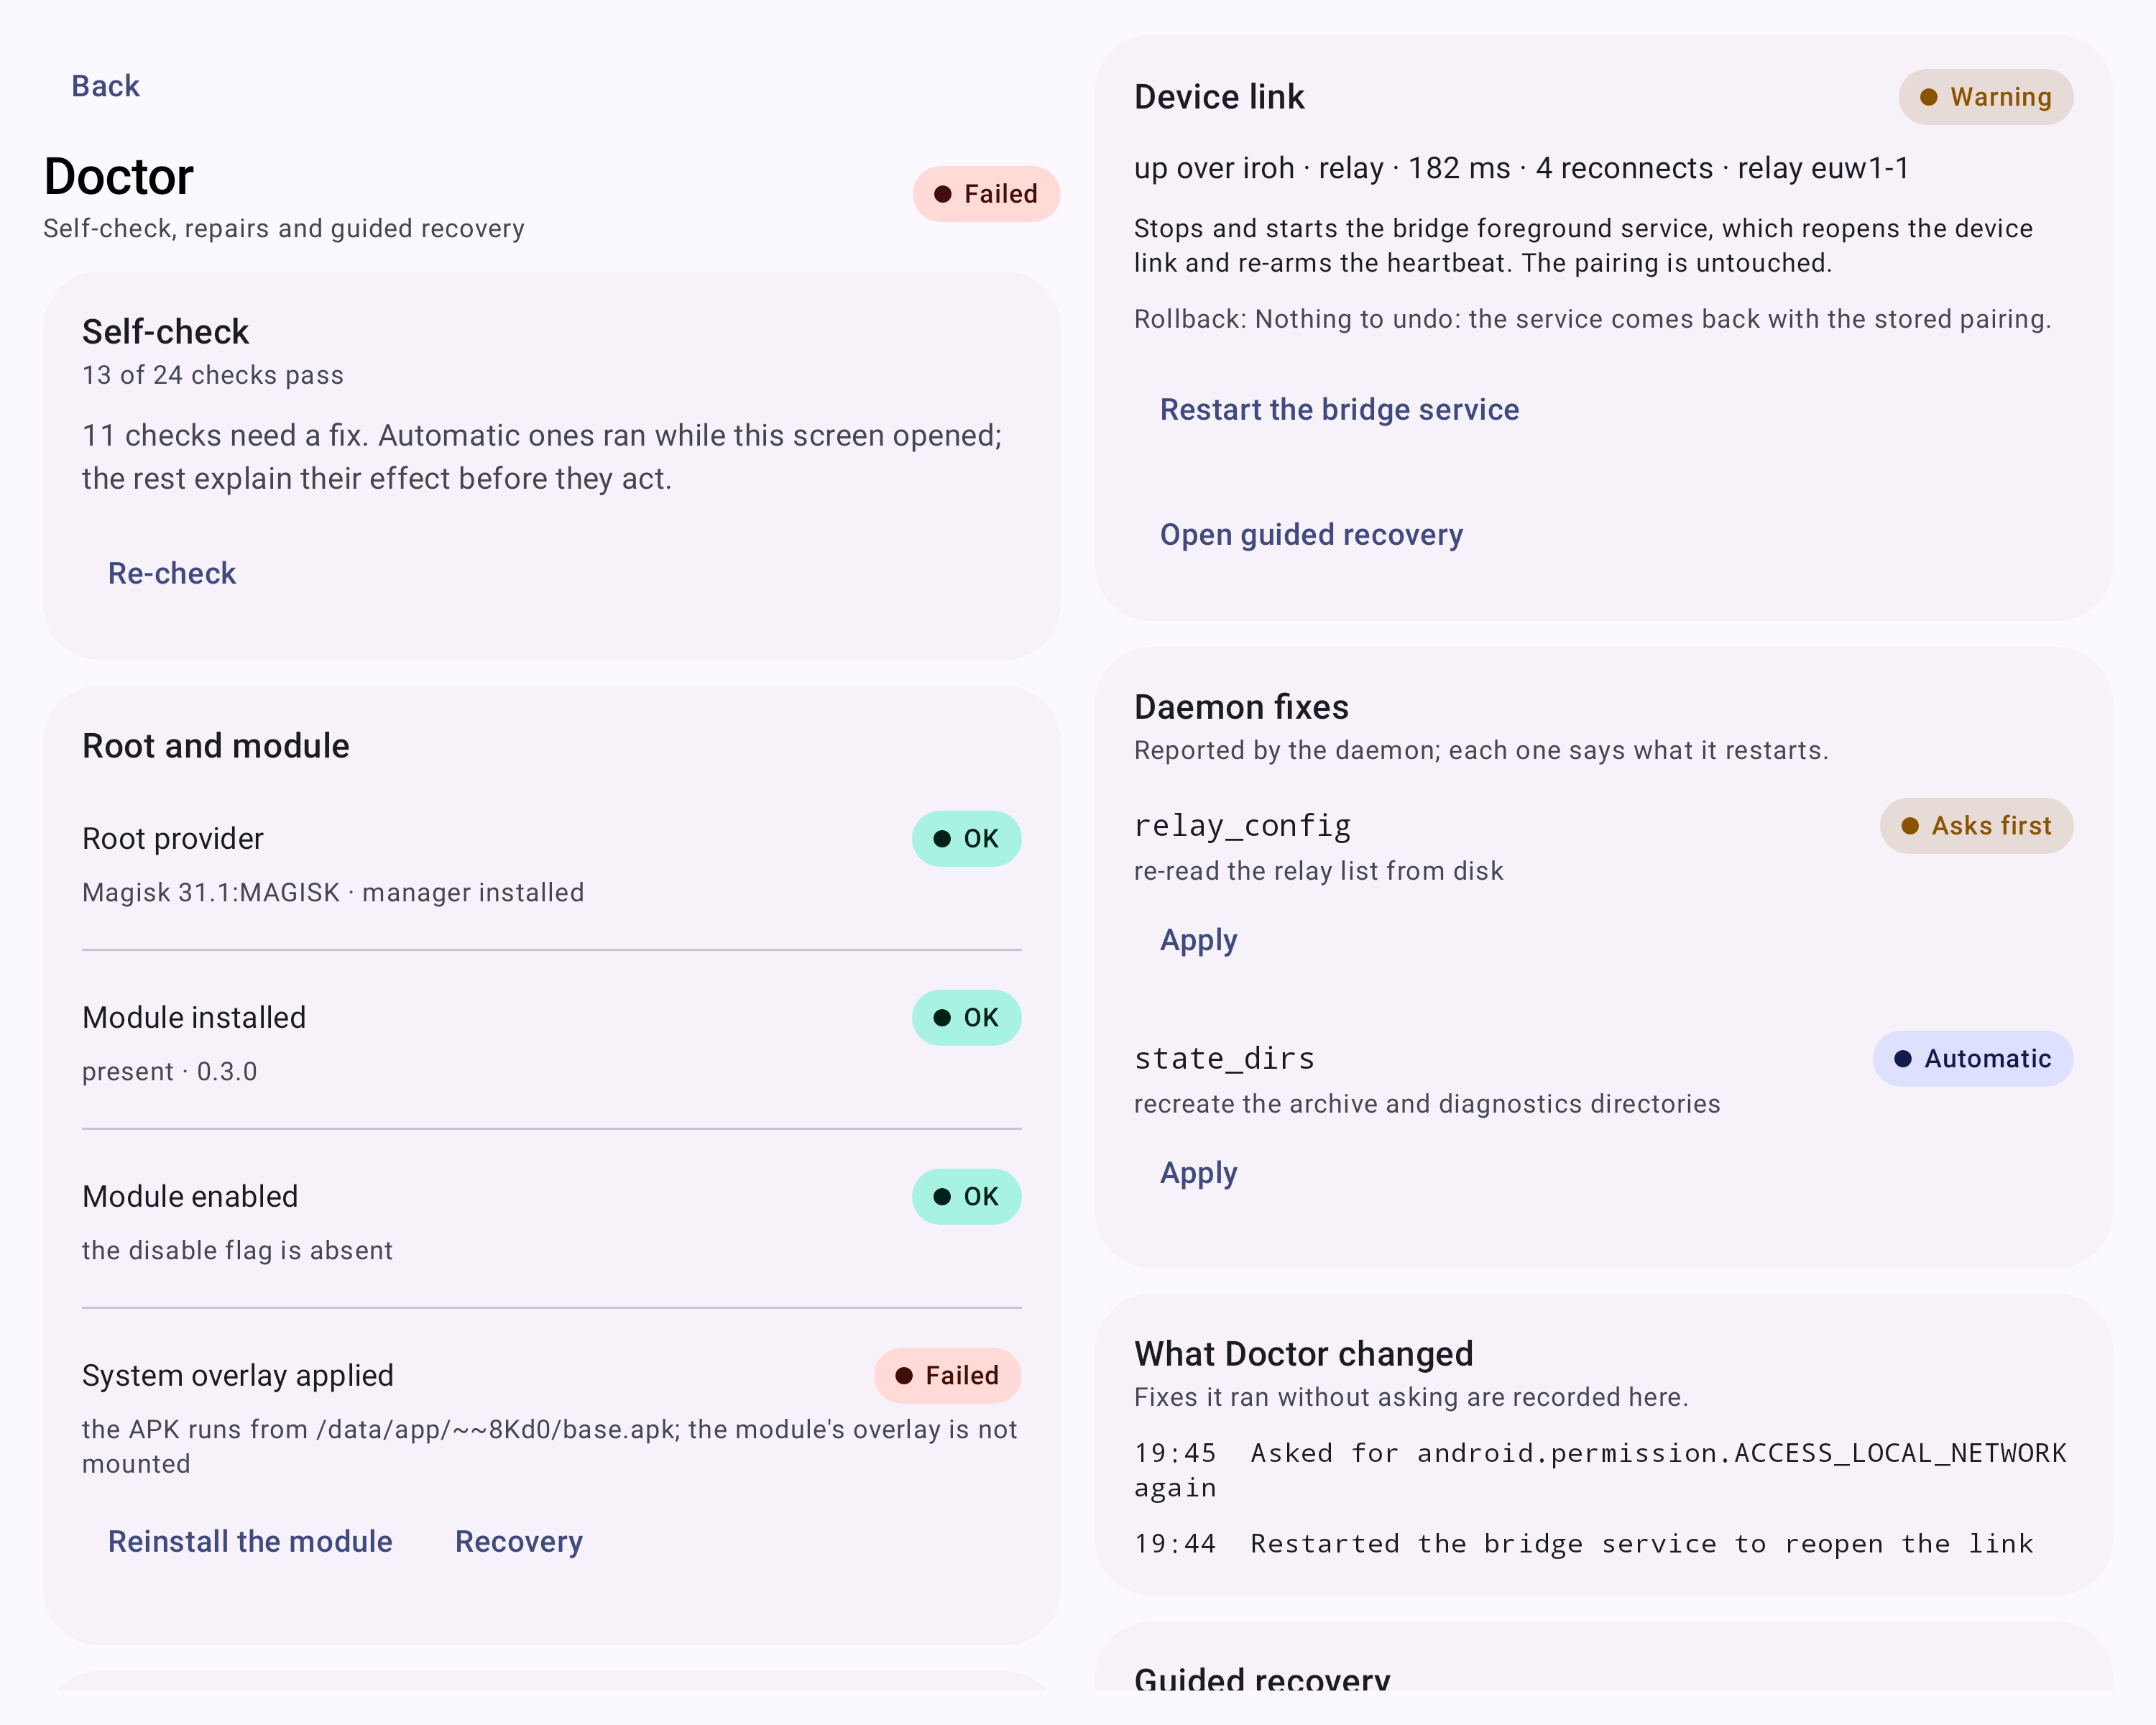 Back
Doctor
Failed
Self-check, repairs and guided recovery
Self-check
13 of 24 checks pass
11 checks need a fix. Automatic ones ran while this screen opened;
the rest explain their effect before they act.
Re-check
Root and module
Root provider
OK
Magisk 31.1:MAGISK · manager installed
Module installed
OK
present · 0.3.0
Module enabled
OK
the disable flag is absent
System overlay applied
Failed
the APK runs from /data/app/~~8Kd0/base.apk; the module's overlay is not
mounted
Reinstall the module
Recovery
Device link
Warning
up over iroh · relay · 182 ms · 4 reconnects · relay euw1-1
Stops and starts the bridge foreground service, which reopens the device
link and re-arms the heartbeat. The pairing is untouched.
Rollback: Nothing to undo: the service comes back with the stored pairing.
Restart the bridge service
Open guided recovery
Daemon fixes
Reported by the daemon; each one says what it restarts.
relay_config
Asks first
re-read the relay list from disk
Apply
state_dirs
Automatic
recreate the archive and diagnostics directories
Apply
What Doctor changed
Fixes it ran without asking are recorded here.
19:45 Asked for android.permission.ACCESS_LOCAL_NETWORK
again
19:44 Restarted the bridge service to reopen the link
Guided recovery